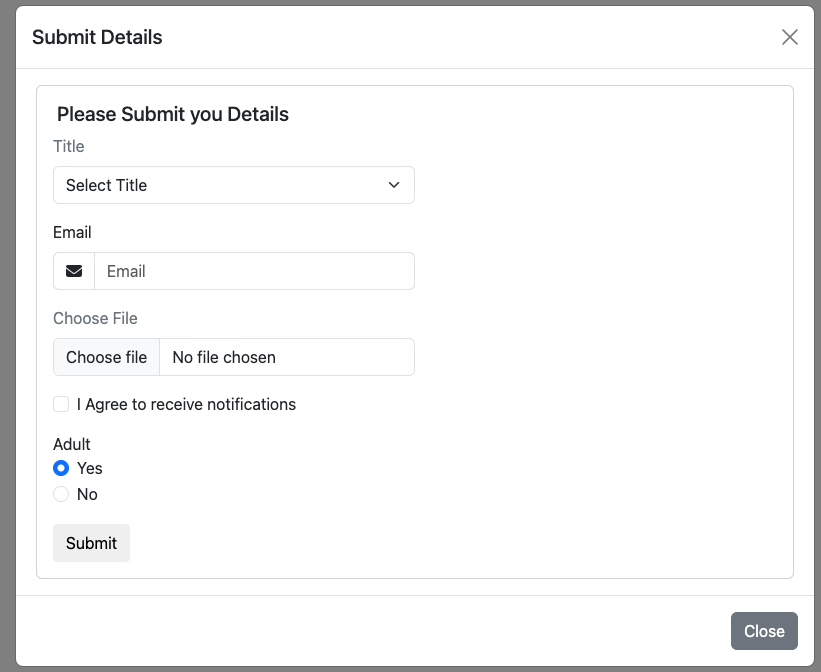 Submit Details
Please Submit you Details
Title
Select Title
Email
Email
Choose File
Choose file No file chosen
I Agree to receive notifications
Adult
Yes
No
Submit
Close